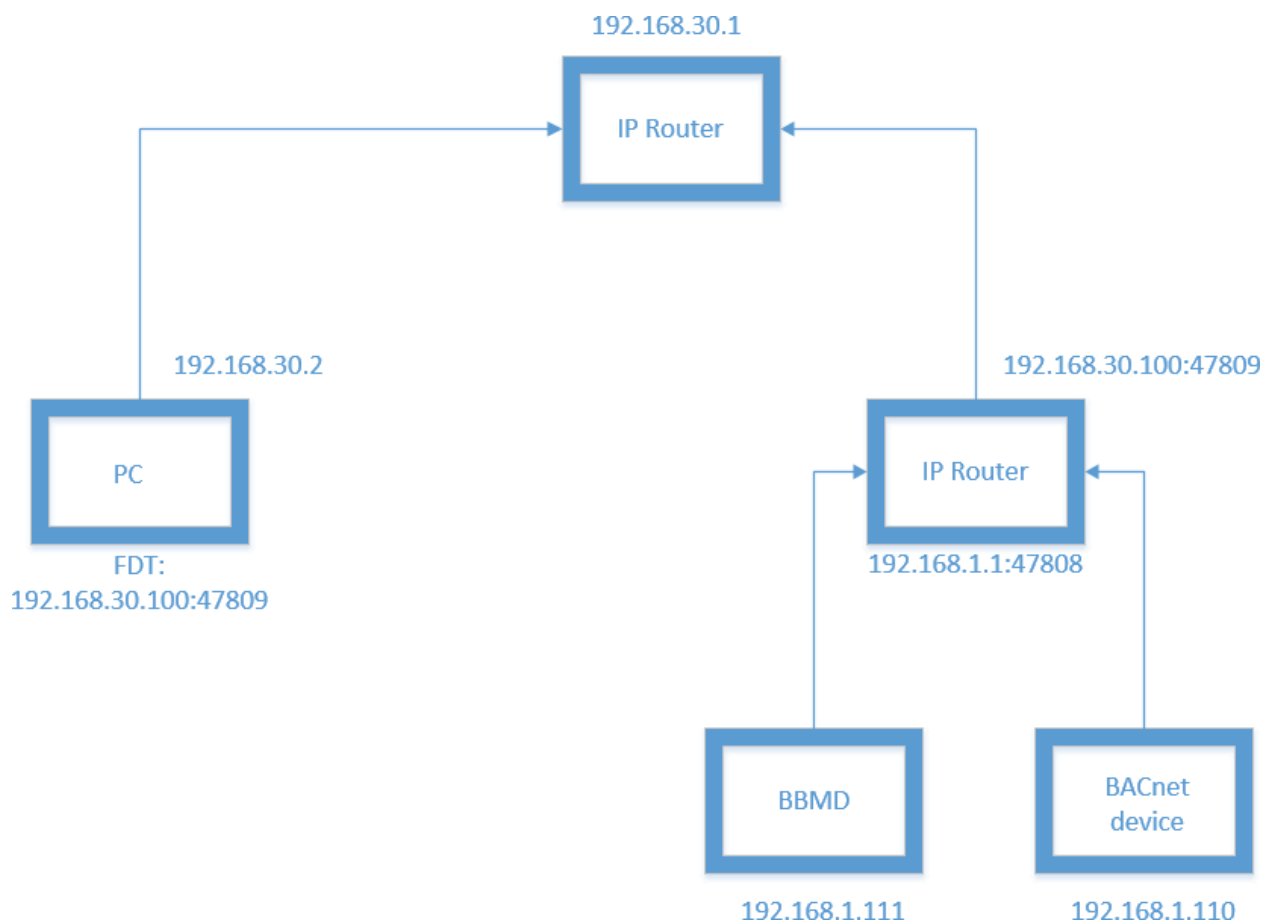 192.168.30.1
IP Router
192.168.30.2
192.168.30.100:47809
PC
IP Router
FDT:
192.168.30.100:47809
192.168.1.1:47808
BBMD
BACnet
device
192.168.1.111
192.168.1.110